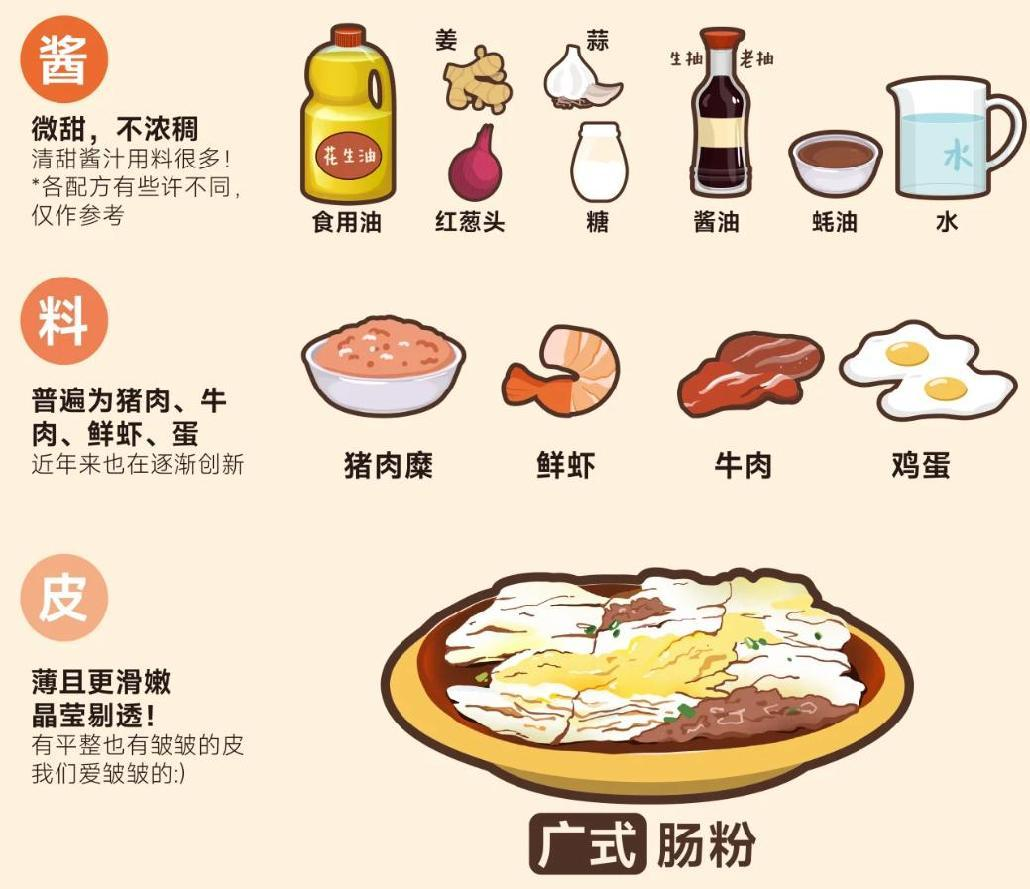 酱
微甜，不浓稠
清甜酱汁用料很多！
*各配方有些许不同，
仅作参考
姜
蒜
生抽
老抽
花生油
水
食用油
红葱头
糖
酱油
蚝油
水
料
普遍为猪肉、牛
肉、鲜虾、蛋
近年来也在逐渐创新
猪肉糜
鲜虾
牛肉
鸡蛋
皮
薄且更滑嫩
晶莹剔透！
有平整也有皱皱的皮
我们爱皱皱的:)
广式 肠粉